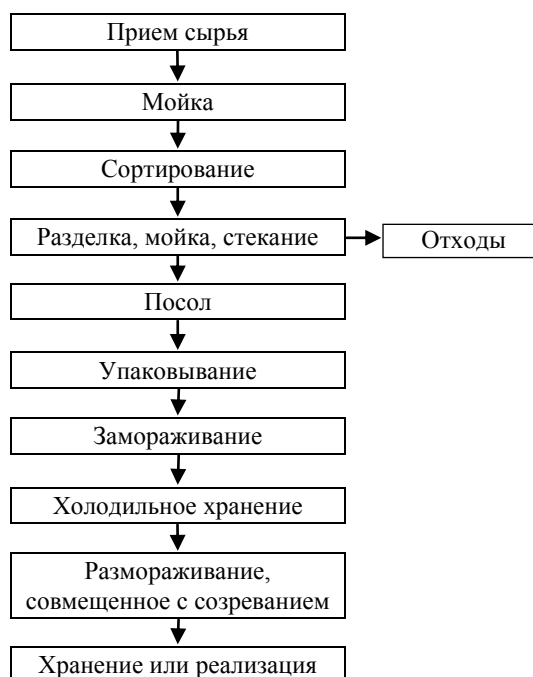 Прием сырья
Мойка
Сортирование
Разделка, мойка, стекание
Отходы
Посол
Упаковывание
Замораживание
Холодильное хранение
Размораживание,
совмещенное с созреванием
Хранение или реализация